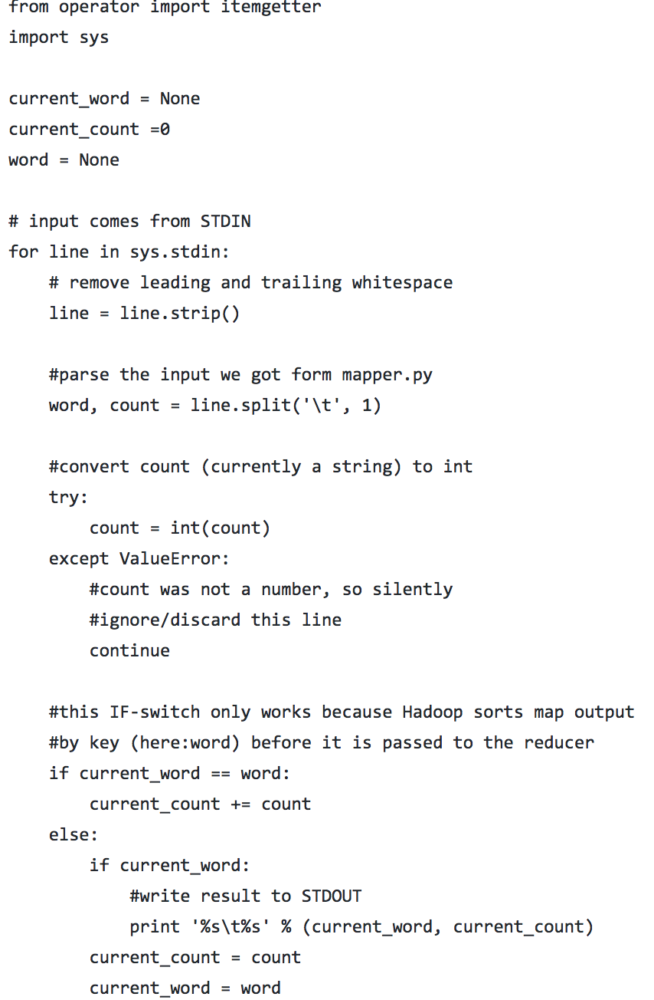 from operator import itemgetter
import sys

current_word = None
current_count =0
word = None

# input comes from STDIN
for line in sys.stdin:
    # remove leading and trailing whitespace
    line = line.strip()

    #parse the input we got form mapper.py
    word, count = line.split('\t', 1)

    #convert count (currently a string) to int
    try:
        count = int(count)
    except ValueError:
        #count was not a number, so silently
        #ignore/discard this line
        continue

    #this IF-switch only works because Hadoop sorts map output
    #by key (here:word) before it is passed to the reducer
    if current_word == word:
        current_count += count
    else:
        if current_word:
            #write result to STDOUT
            print '%s\t%s' % (current_word, current_count)
        current_count = count
        current_word = word